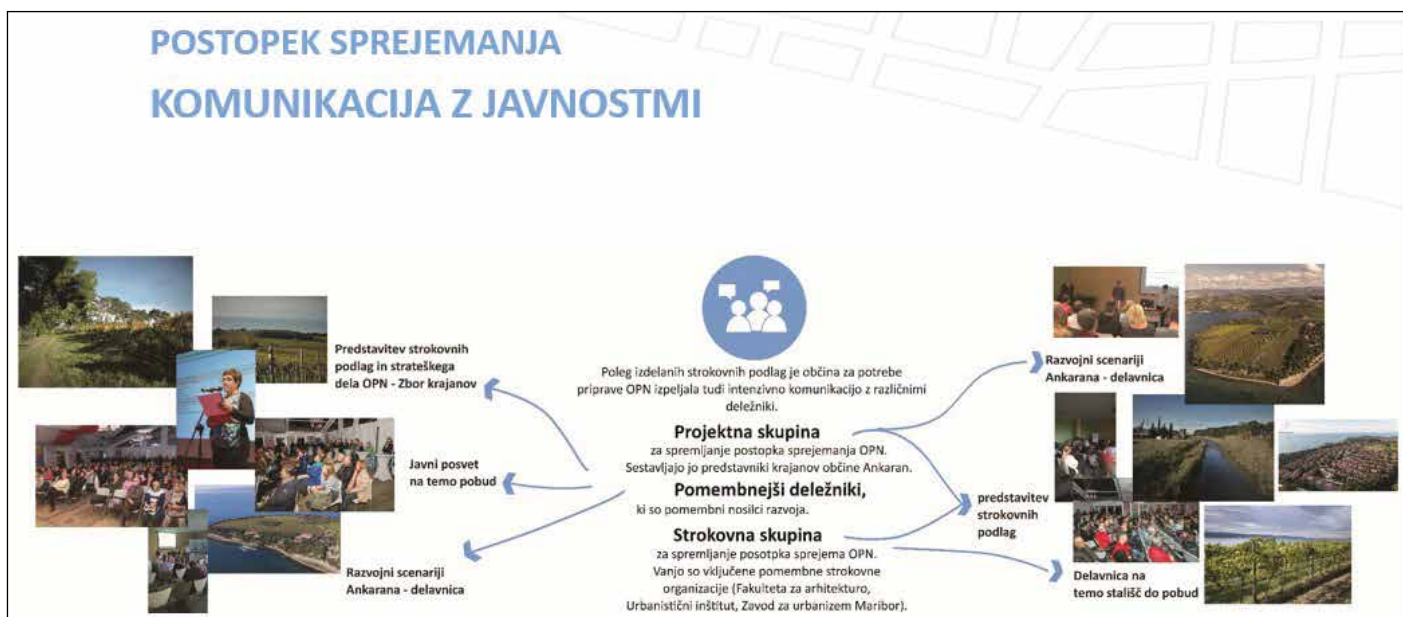 POSTOPEK SPREJEMANJA
KOMUNIKACIJA Z JAVNOSTMI
Predstavitev strokovnih
podlag in strateškega
dela OPN - Zbor krajanov
Javni posvet
na temo pobud
Razvojni scenariji
Ankarana - delavnica
Poleg izdelanih strokovnih podlag je občina za potrebe
priprave OPN izpeljala tudi intenzivno komunikacijo z različnimi
deležniki.
Projektna skupina
za spremljanje postopka sprejemanja OPN.
Sestavljajo jo predstavniki krajanov občine Ankaran.
Pomembnejši deležniki,
ki so pomembni nosilci razvoja.
Strokovna skupina
za spremljanje posotpka sprejema OPN.
Vanjo so vključene pomembne strokovne
organizacije (Fakulteta za arhitekturo,
Urbanistični inštitut, Zavod za urbanizem Maribor).
Razvojni scenariji
Ankarana - delavnica
predstavitev
strokovnih
podlag
Delavnica na
temo stališč do pobud